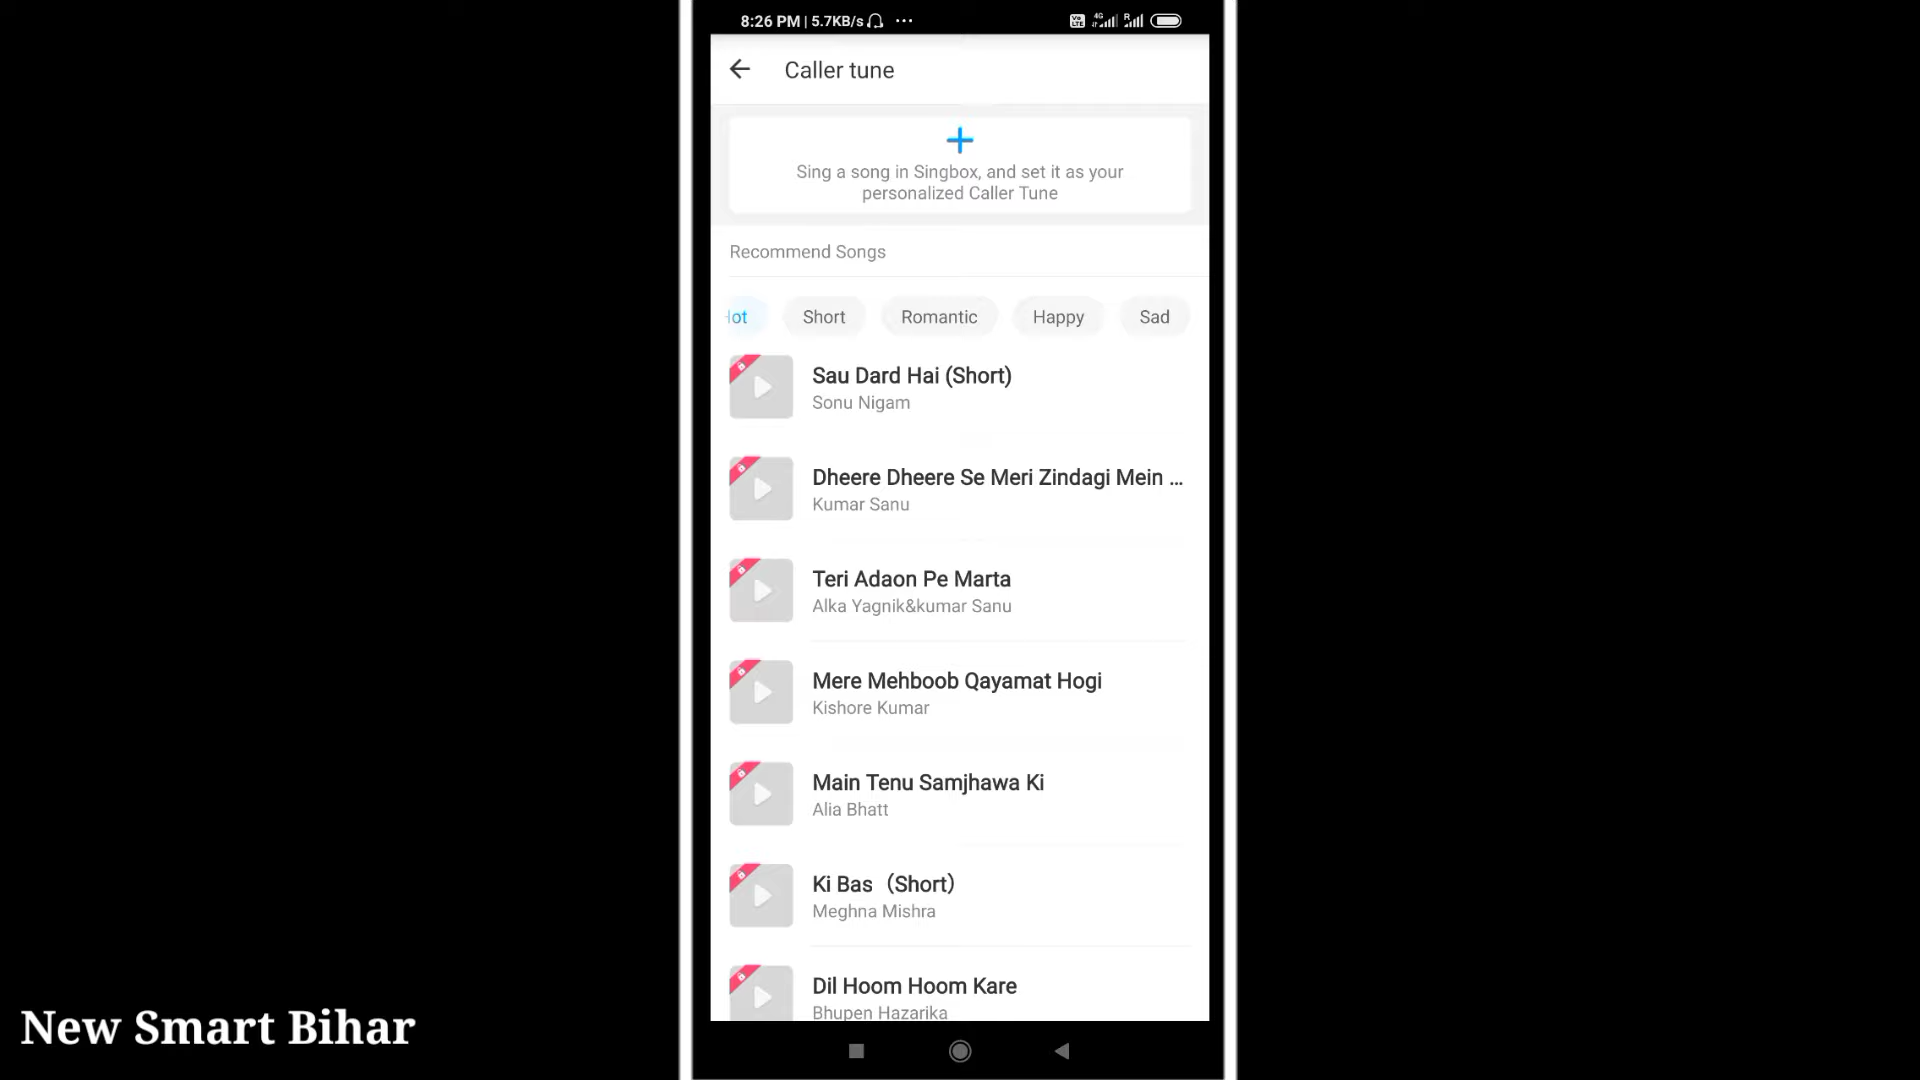 8:26 PM | 5.7KB/s ...
Vo LTE 4G R
Caller tune
Sing a song in Singbox, and set it as your
personalized Caller Tune
Recommend Songs
Short Romantic Happy Sad
Sau Dard Hai (Short)
Sonu Nigam
Dheere Dheere Se Meri Zindagi Mein ...
Kumar Sanu
Teri Adaon Pe Marta
Alka Yagnik&kumar Sanu
Mere Mehboob Qayamat Hogi
Kishore Kumar
Main Tenu Samjhawa Ki
Alia Bhatt
Ki Bas（Short）
Meghna Mishra
Dil Hoom Hoom Kare
Bhupen Hazarika
New Smart Bihar